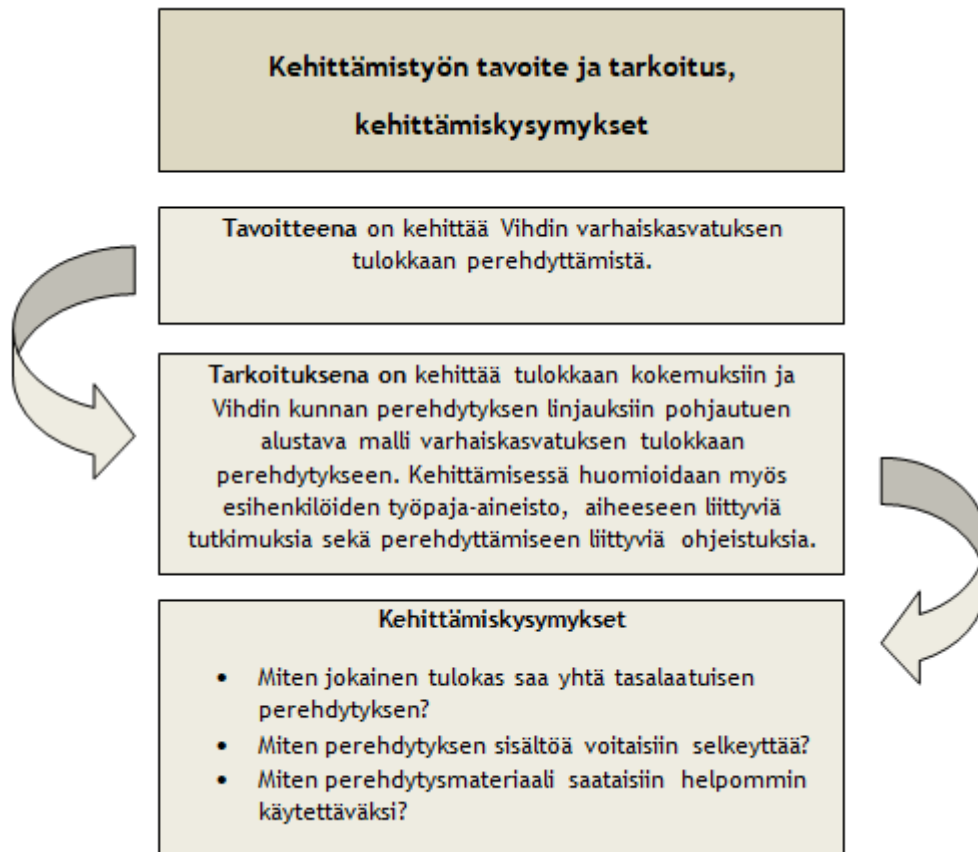 Kehittämistyön tavoite ja tarkoitus,
kehittämiskysymykset
Tavoitteena on kehittää Vihdin varhaiskasvatuksen
tulokkaan perehdyttämistä.
Tarkoituksena on kehittää tulokkaan kokemuksiin ja
Vihdin kunnan perehdytyksen linjauksiin pohjautuen
alustava malli varhaiskasvatuksen tulokkaan
perehdytykseen. Kehittämisessä huomioidaan myös
esihenkilöiden työpaja-aineisto, aiheeseen liittyviä
tutkimuksia sekä perehdyttämiseen liittyviä ohjeistuksia.
Kehittämiskysymykset
• Miten jokainen tulokas saa yhtä tasalaatuisen
perehdytyksen?
• Miten perehdytyksen sisältöä voitaisiin selkeyttää?
• Miten perehdytysmateriaali saataisiin helpommin
käytettäväksi?